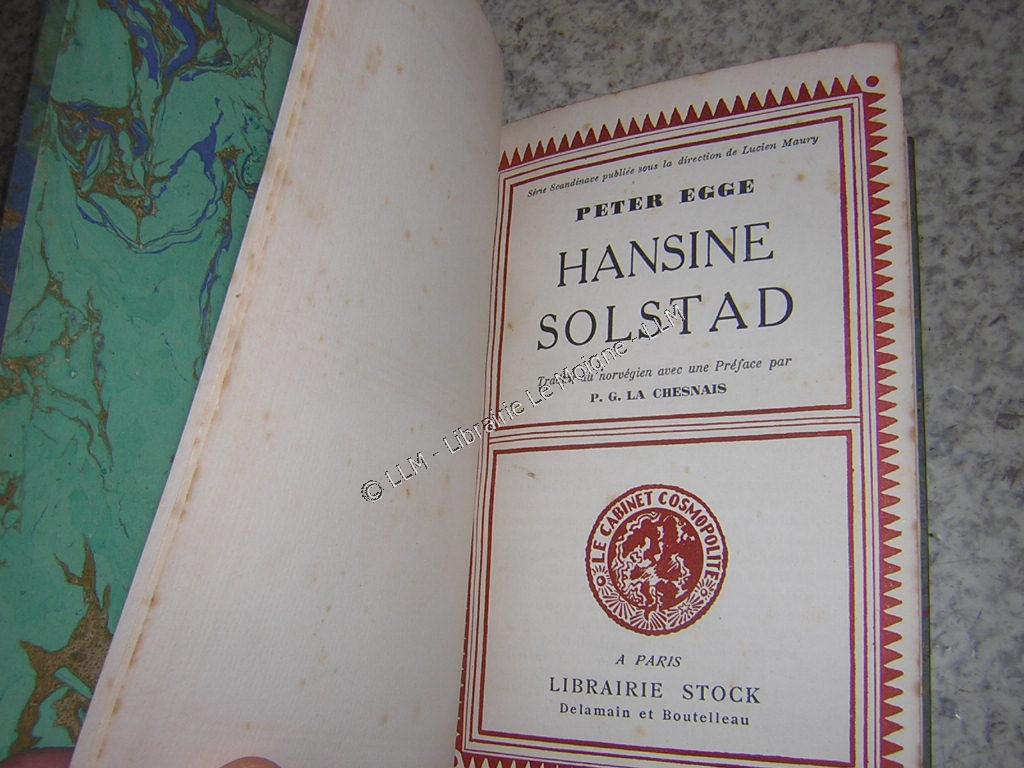 Série Scandinave publiée sous la direction de Lucien Maury
PETER EGGE
HANSINE
SOLSTAD
Traduit du norvégien avec une Préface par
P. G. LA CHESNAIS
© LLM - Librairie Le Moigne - LLM
LE CABINET COSMOPOLITE
A PARIS
LIBRAIRIE STOCK
Delamain et Boutelleau